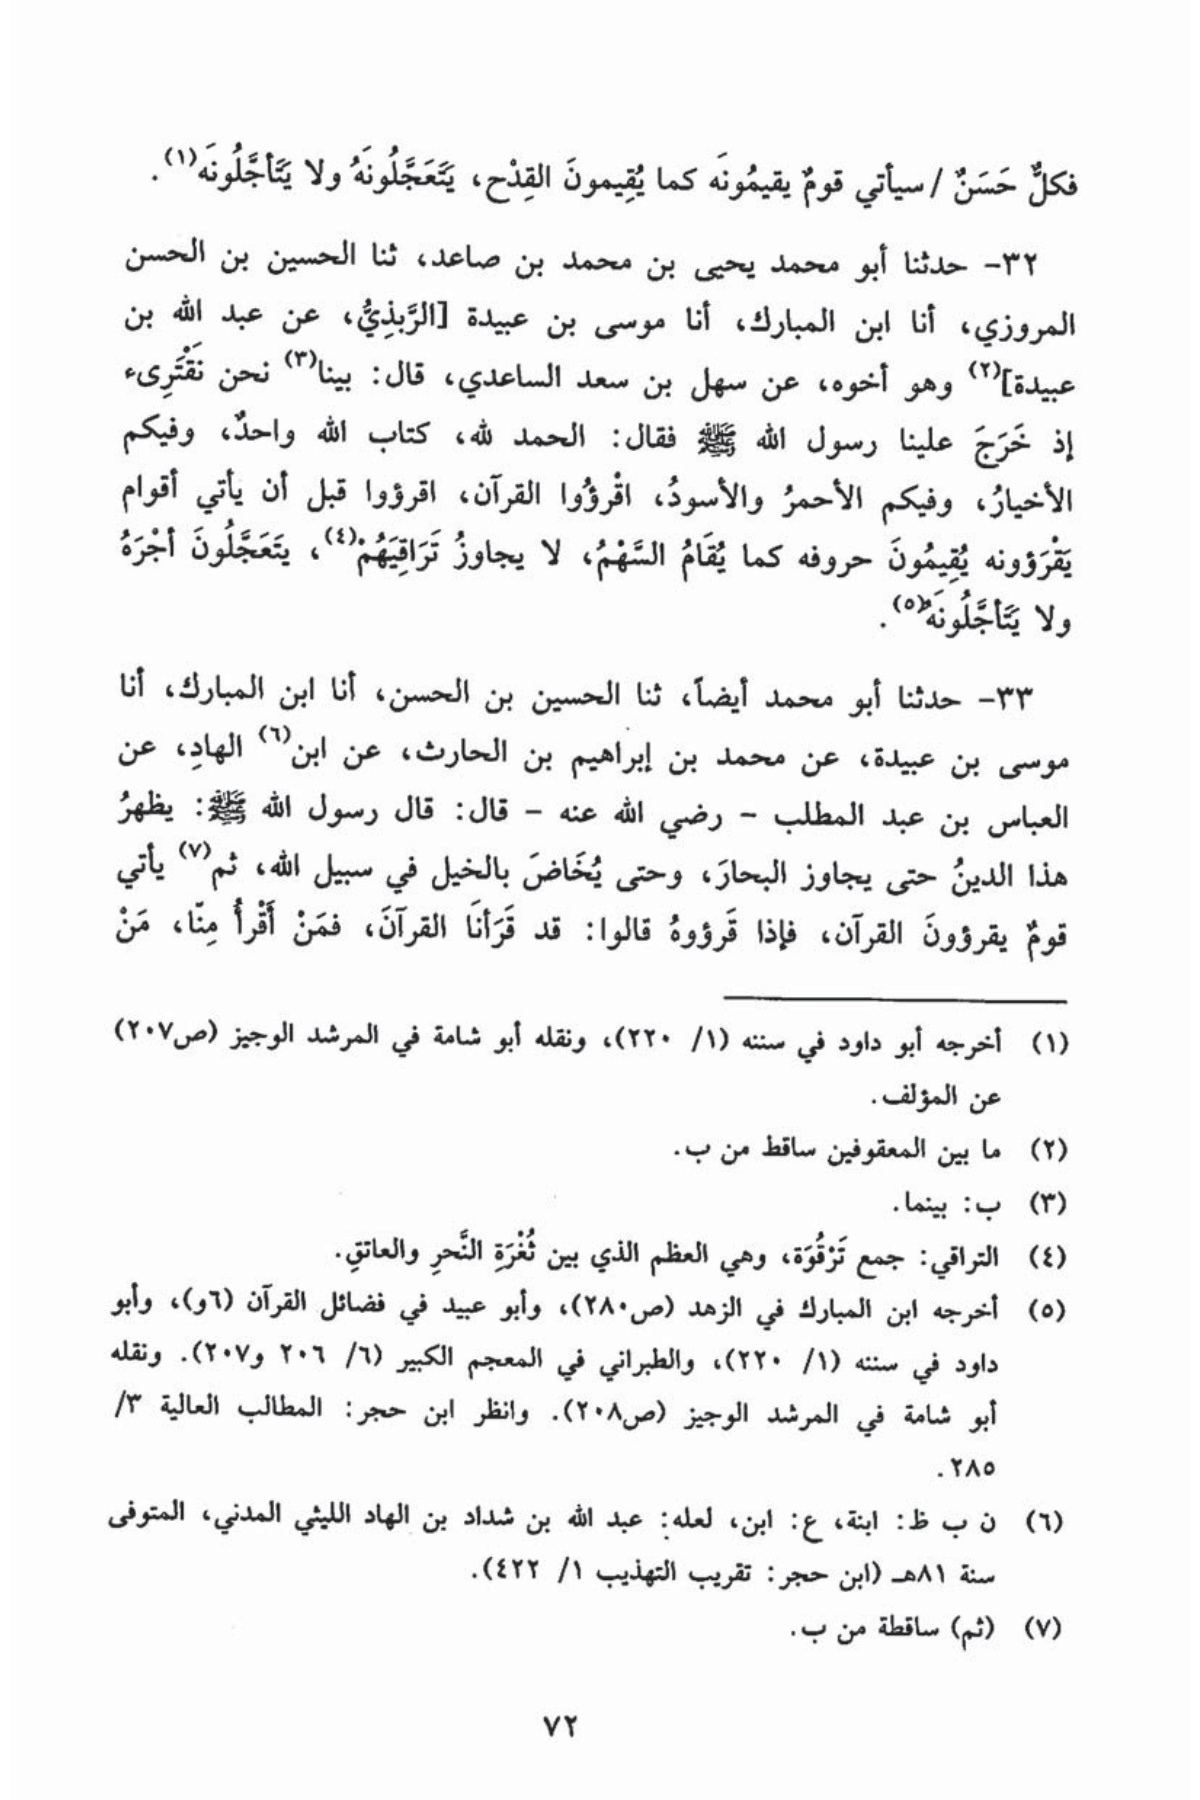 فكلٌّ حَسَنٌ / سيأتي قومٌ يقيمُونَه كما يُقِيمونَ القِدْح، يَتَعَجَّلُونَهُ ولا يَتَأجَّلُونَه(١).
٣٢- حدثنا أبو محمد يحيى بن محمد بن صاعد، ثنا الحسين بن الحسن
المروزي، أنا ابن المبارك، أنا موسى بن عبيدة [الرَّبذِيُّ، عن عبد الله بن
عبيدة](٢) وهو أخوه، عن سهل بن سعد الساعدي، قال: بينا(٣) نحن نَقْتَرِىء
إذ خَرَجَ علينا رسول الله ﷺ فقال: الحمد لله، كتاب الله واحدٌ، وفيكم
الأخيارُ، وفيكم الأحمرُ والأسودُ، اقْرؤُوا القرآن، اقرؤوا قبل أن يأتي أقوام
يَقْرَؤونه يُقِيمُونَ حروفه كما يُقَامُ السَّهْمُ، لا يجاوزُ تَرَاقِيَهُمْ(٤)، يتَعَجَّلُونَ أجْرَهُ
ولا يَتَأجَّلُونَهُ(٥).
٣٣- حدثنا أبو محمد أيضاً، ثنا الحسين بن الحسن، أنا ابن المبارك، أنا
موسى بن عبيدة، عن محمد بن إبراهيم بن الحارث، عن ابن(٦) الهادِ، عن
العباس بن عبد المطلب - رضي الله عنه - قال: قال رسول الله ﷺ: يظهرُ
هذا الدينُ حتى يجاوز البحارَ، وحتى يُخَاضَ بالخيل في سبيل الله، ثم(٧) يأتي
قومٌ يقرؤونَ القرآن، فإذا قَرؤوهُ قالوا: قد قَرَأنَا القرآنَ، فمَنْ أَقْرأُ مِنّا، مَنْ
(١) أخرجه أبو داود في سننه (١/ ٢٢٠)، ونقله أبو شامة في المرشد الوجيز (ص٢٠٧)
عن المؤلف.
(٢) ما بين المعقوفين ساقط من ب.
(٣) ب: بينما.
(٤) التراقي: جمع تَرْقُوَة، وهي العظم الذي بين ثُغْرَةِ النَّحرِ والعاتقِ.
(٥) أخرجه ابن المبارك في الزهد (ص٢٨٠)، وأبو عبيد في فضائل القرآن (٦و)، وأبو
داود في سننه (١/ ٢٢٠)، والطبراني في المعجم الكبير (٦/ ٢٠٦ و٢٠٧). ونقله
أبو شامة في المرشد الوجيز (ص٢٠٨). وانظر ابن حجر: المطالب العالية ٣/
٢٨٥.
(٦) ن ب ظ: ابنة، ع: ابن، لعله: عبد الله بن شداد بن الهاد الليثي المدني، المتوفى
سنة ٨١هـ (ابن حجر: تقريب التهذيب ١/ ٤٢٢).
(٧) (ثم) ساقطة من ب.
٧٢